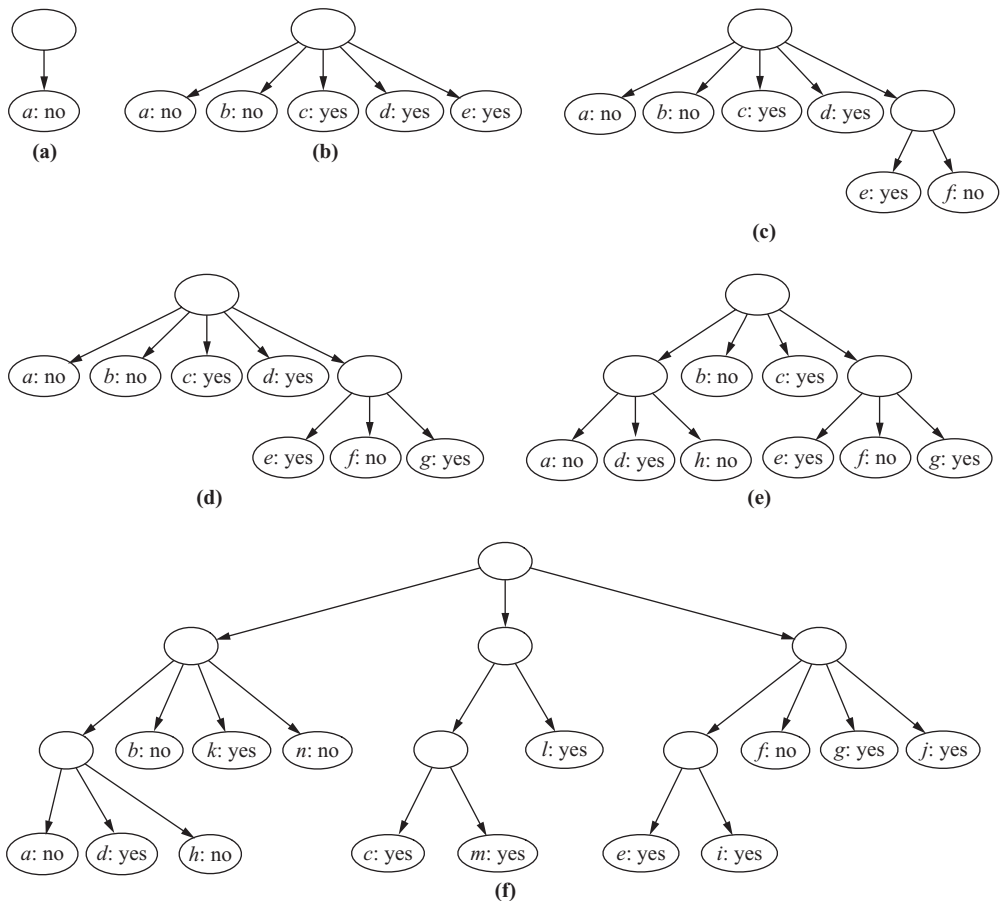 a: no
(a)
a: no b: no c: yes d: yes e: yes
(b)
a: no b: no c: yes d: yes
e: yes f: no
(c)
a: no b: no c: yes d: yes
e: yes f: no g: yes
(d)
b: no c: yes
a: no d: yes h: no e: yes f: no g: yes
(e)
b: no k: yes n: no l: yes f: no g: yes j: yes
a: no d: yes h: no c: yes m: yes e: yes i: yes
(f)